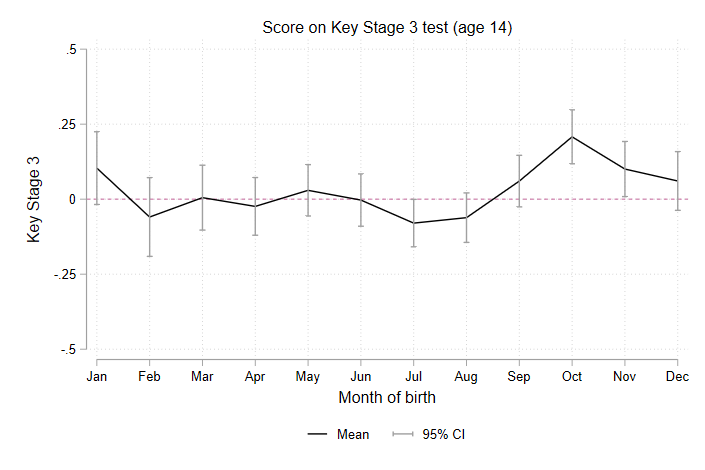 Score on Key Stage 3 test (age 14)
Key Stage 3
.5
.25
0
-.25
-.5
Jan Feb Mar Apr May Jun Jul Aug Sep Oct Nov Dec
Month of birth
Mean 95% CI